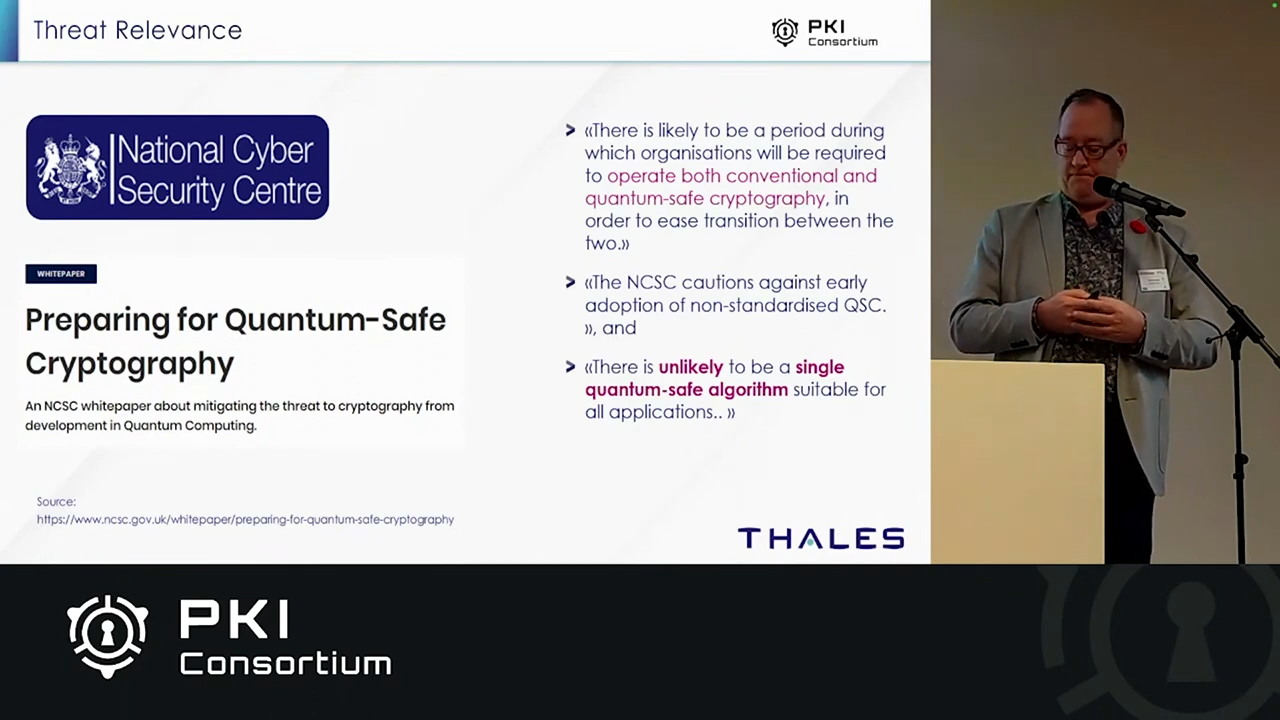 Threat Relevance
PKI
Consortium
National Cyber
Security Centre
WHITEPAPER
Preparing for Quantum-Safe
Cryptography
An NCSC whitepaper about mitigating the threat to cryptography from
development in Quantum Computing.
Source:
https://www.ncsc.gov.uk/whitepaper/preparing-for-quantum-safe-cryptography
«There is likely to be a period during
which organisations will be required
to operate both conventional and
quantum-safe cryptography, in
order to ease transition between the
two.»
«The NCSC cautions against early
adoption of non-standardised QSC.
», and
«There is unlikely to be a single
quantum-safe algorithm suitable for
all applications.. »
THALES
PKI
Consortium